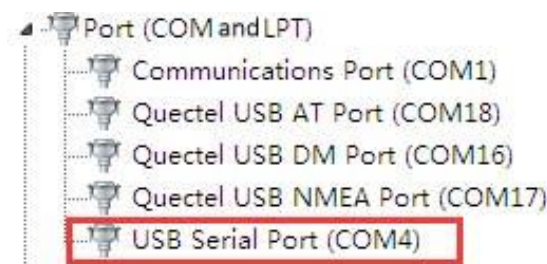 Port (COM and LPT)
Communications Port (COM1)
Quectel USB AT Port (COM18)
Quectel USB DM Port (COM16)
Quectel USB NMEA Port (COM17)
USB Serial Port (COM4)